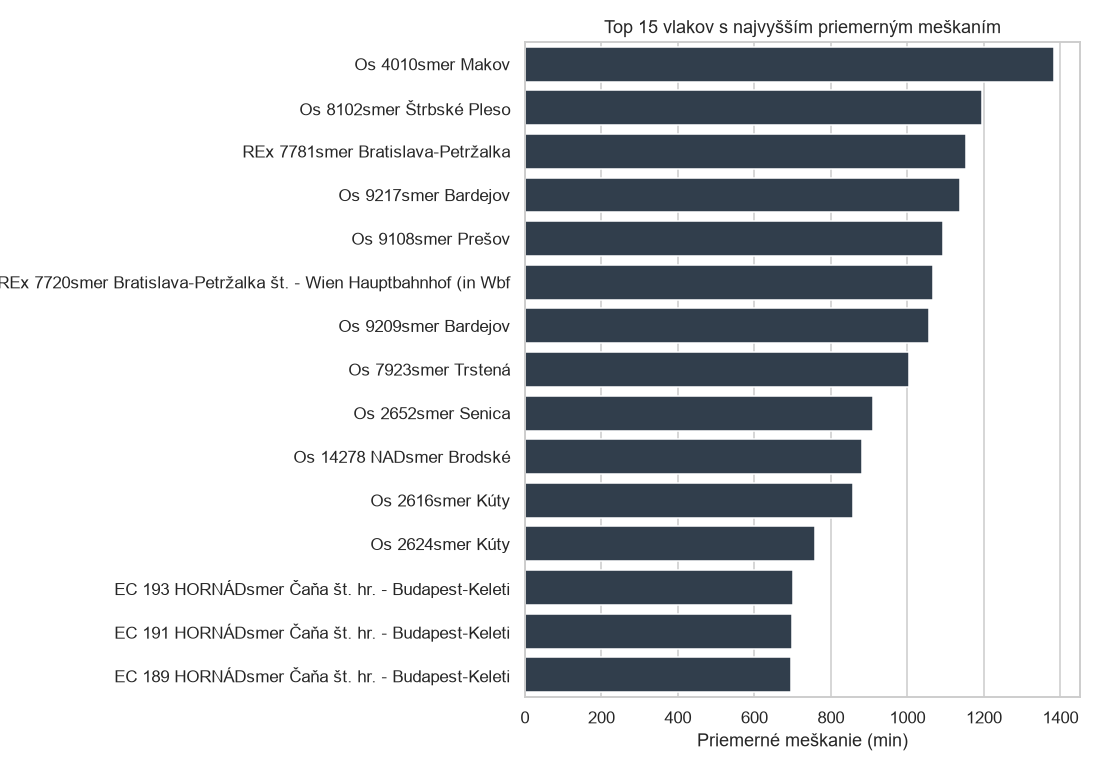 Top 15 vlakov s najvyšším priemerným meškaním
Os 4010smer Makov
Os 8102smer Štrbské Pleso
REx 7781smer Bratislava-Petržalka
Os 9217smer Bardejov
Os 9108smer Prešov
REx 7720smer Bratislava-Petržalka št. - Wien Hauptbahnhof (in Wbf
Os 9209smer Bardejov
Os 7923smer Trstená
Os 2652smer Senica
Os 14278 NADsmer Brodské
Os 2616smer Kúty
Os 2624smer Kúty
EC 193 HORNÁDsmer Čaňa št. hr. - Budapest-Keleti
EC 191 HORNÁDsmer Čaňa št. hr. - Budapest-Keleti
EC 189 HORNÁDsmer Čaňa št. hr. - Budapest-Keleti
0 200 400 600 800 1000 1200 1400
Priemerné meškanie (min)